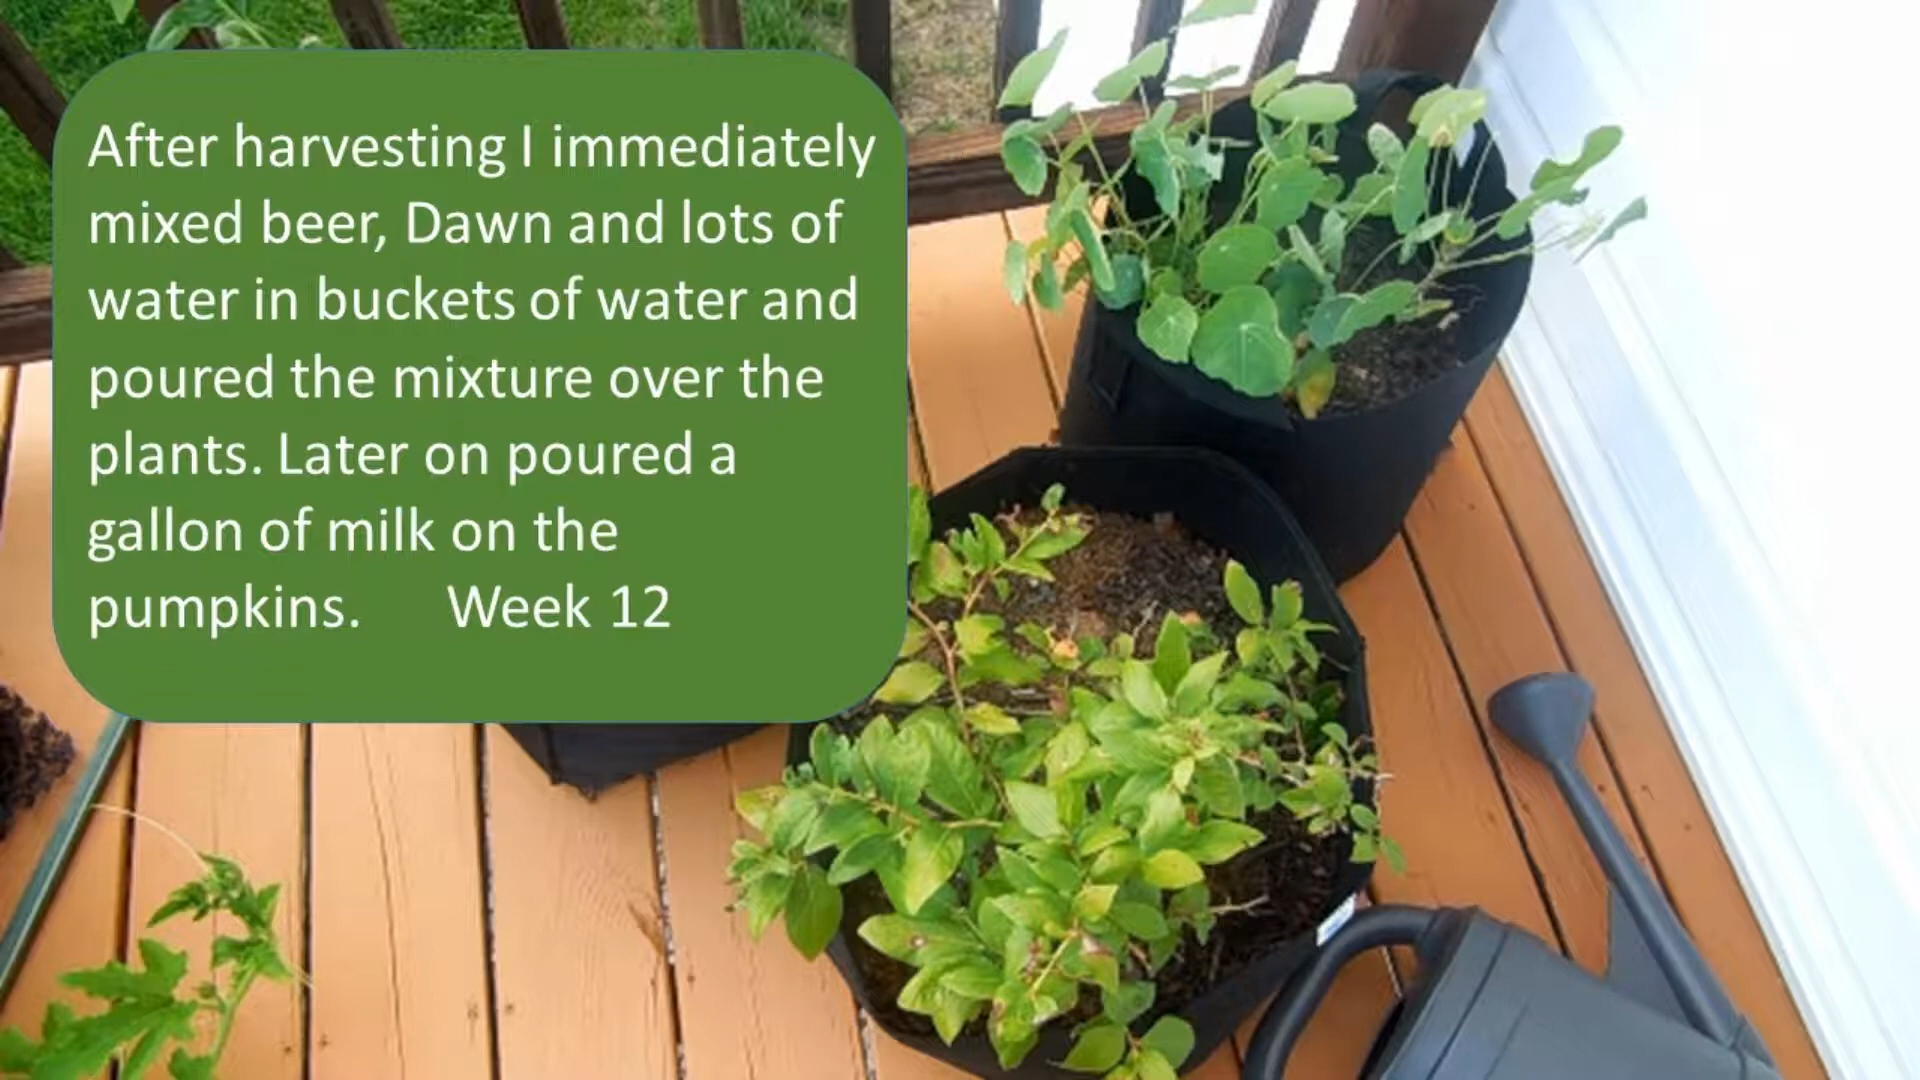 After harvesting I immediately
mixed beer, Dawn and lots of
water in buckets of water and
poured the mixture over the
plants. Later on poured a
gallon of milk on the
pumpkins. Week 12